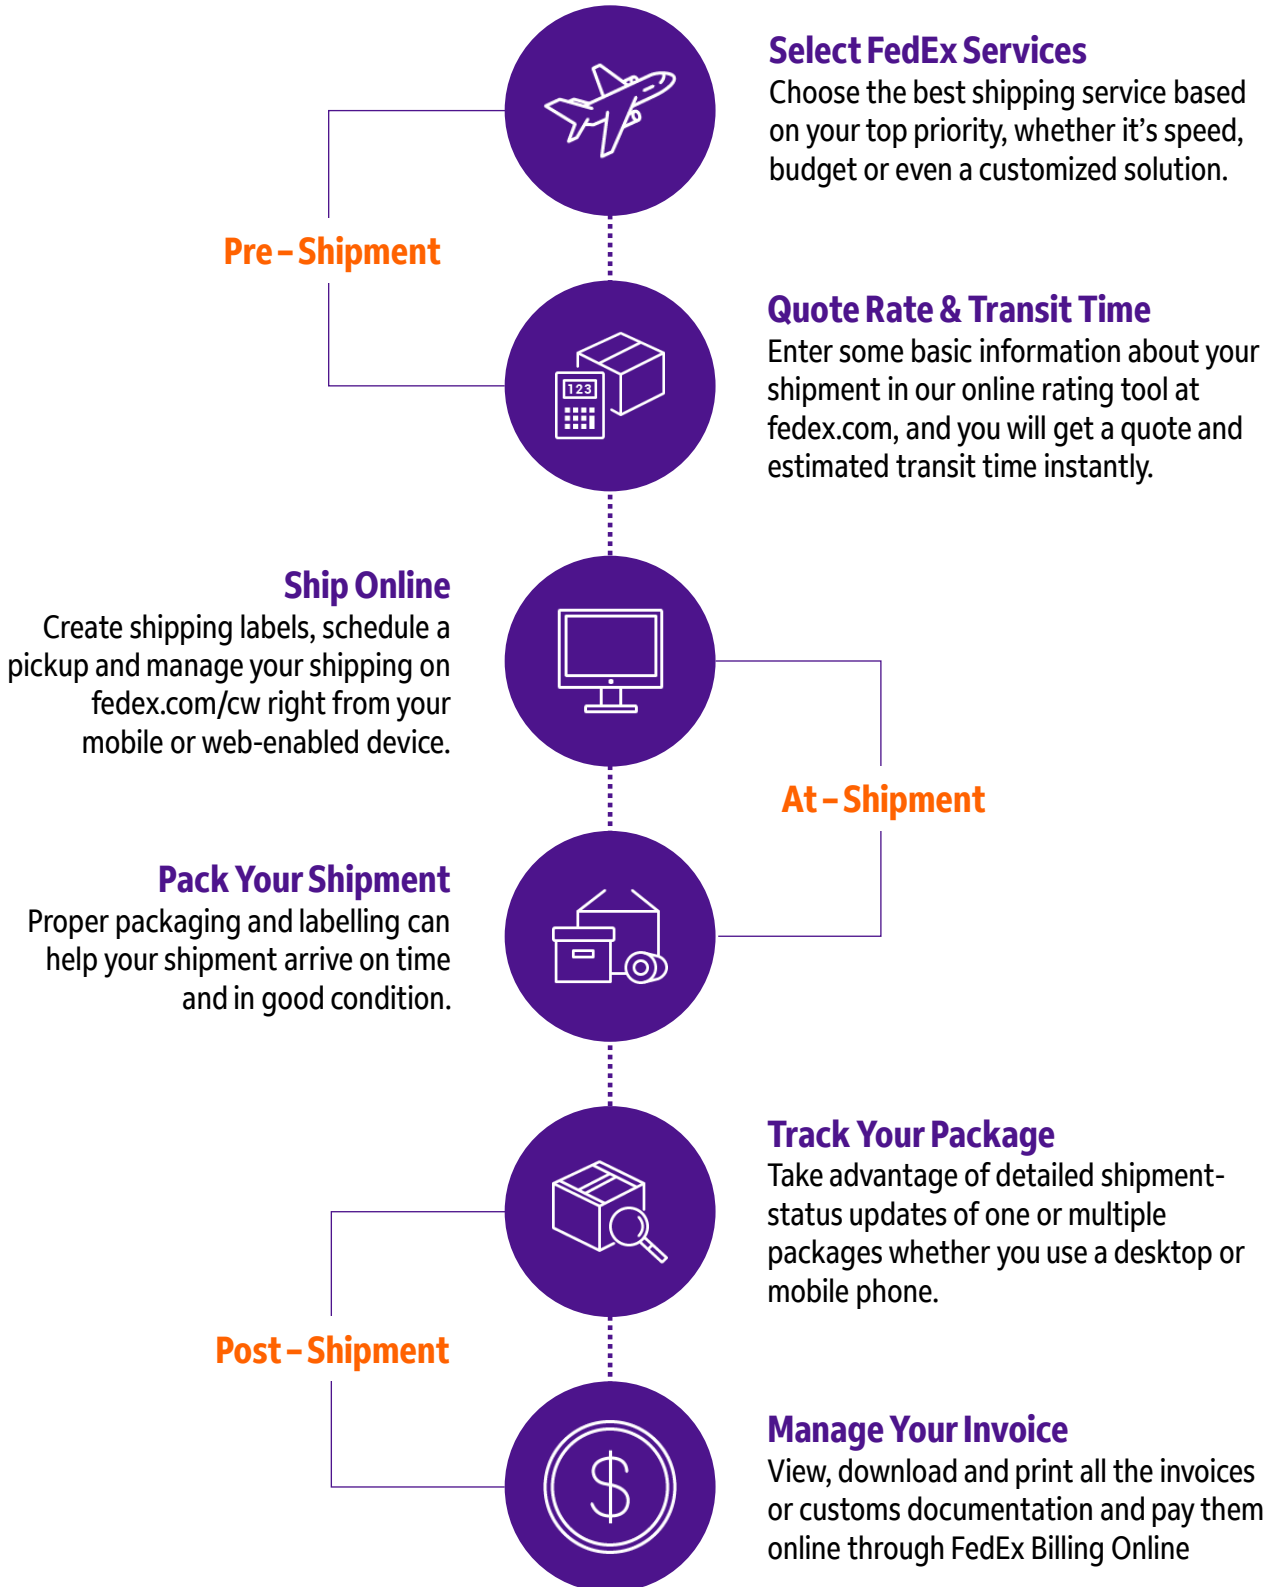 Select FedEx Services
Choose the best shipping service based
on your top priority, whether it’s speed,
budget or even a customized solution.
Pre – Shipment
Quote Rate & Transit Time
Enter some basic information about your
shipment in our online rating tool at
fedex.com, and you will get a quote and
estimated transit time instantly.
123
Ship Online
Create shipping labels, schedule a
pickup and manage your shipping on
fedex.com/cw right from your
mobile or web-enabled device.
At – Shipment
Pack Your Shipment
Proper packaging and labelling can
help your shipment arrive on time
and in good condition.
Track Your Package
Take advantage of detailed shipment-
status updates of one or multiple
packages whether you use a desktop or
mobile phone.
Post – Shipment
Manage Your Invoice
View, download and print all the invoices
or customs documentation and pay them
online through FedEx Billing Online
$